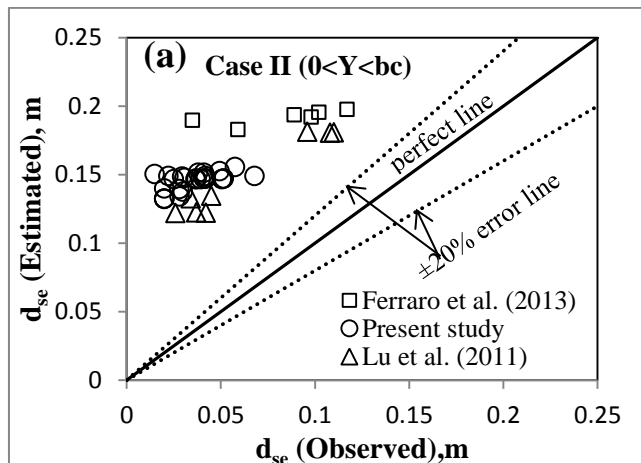 (a) Case II (0<Y<bc)
0.25
0.2
0.15
0.1
0.05
0
0 0.05 0.1 0.15 0.2 0.25
dse (Estimated), m
dse (Observed),m
perfect line
±20% error line
Ferraro et al. (2013)
Present study
Lu et al. (2011)